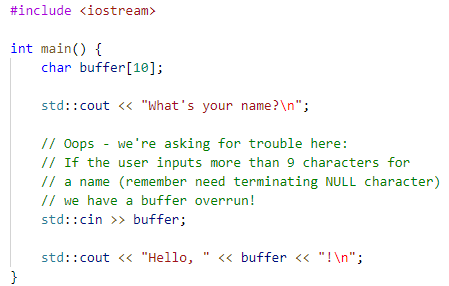 #include <iostream>
int main() {
char buffer[10];
std::cout << "What's your name?\n";
// Oops - we're asking for trouble here:
// If the user inputs more than 9 characters for
// a name (remember need terminating NULL character)
// we have a buffer overrun!
std::cin >> buffer;
std::cout << "Hello, " << buffer << "!\n";
}